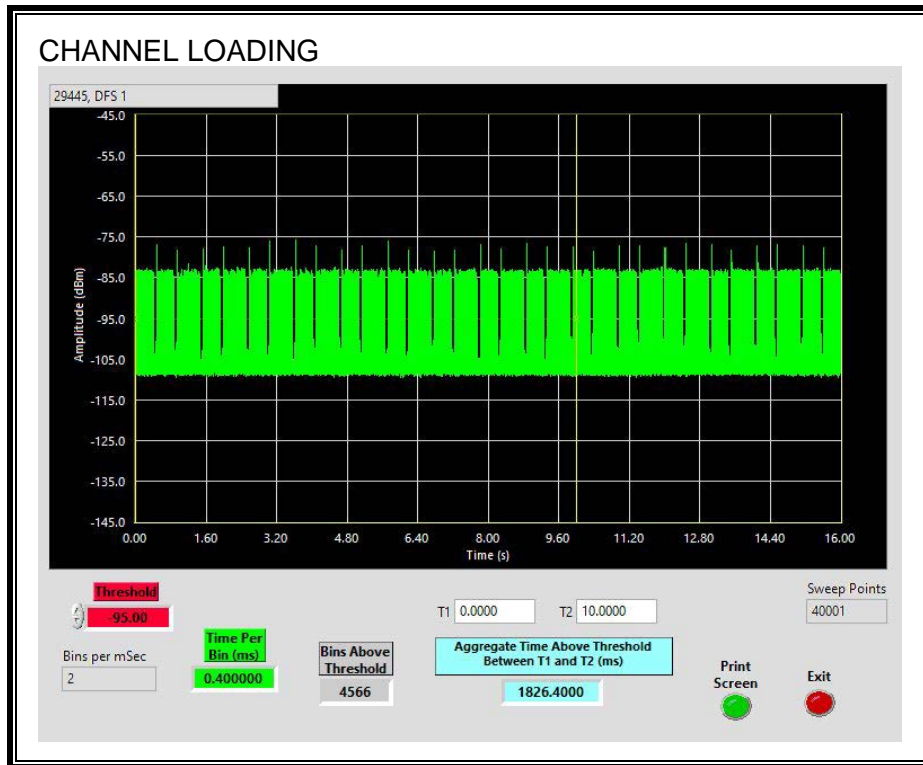 CHANNEL LOADING
29445, DFS 1
-45.0
-55.0
-65.0
-75.0
-85.0
-95.0
-105.0
-115.0
-125.0
-135.0
-145.0
Amplitude (dBm)
0.00 1.60 3.20 4.80 6.40 8.00 9.60 11.20 12.80 14.40 16.00
Time (s)
Threshold
-95.00
Bins per mSec
2
Time Per
Bin (ms)
0.400000
Bins Above
Threshold
4566
T1 0.0000 T2 10.0000
Aggregate Time Above Threshold
Between T1 and T2 (ms)
1826.4000
Sweep Points
40001
Print
Screen
Exit